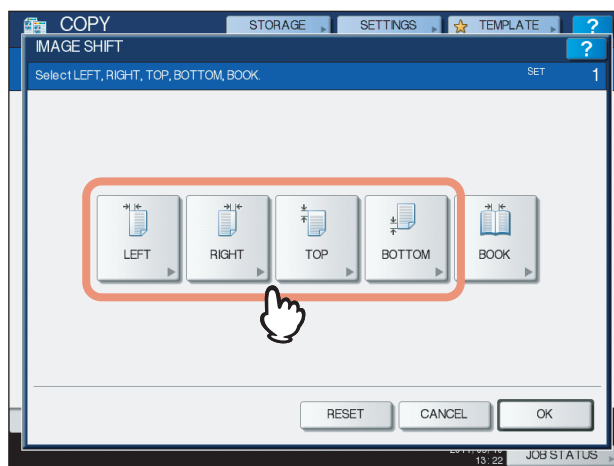 COPY
STORAGE
SETTINGS
TEMPLATE
?
IMAGE SHIFT
?
Select LEFT, RIGHT, TOP, BOTTOM, BOOK.
SET 1
LEFT
RIGHT
TOP
BOTTOM
BOOK
RESET
CANCEL
OK
13:22
JOB STATUS